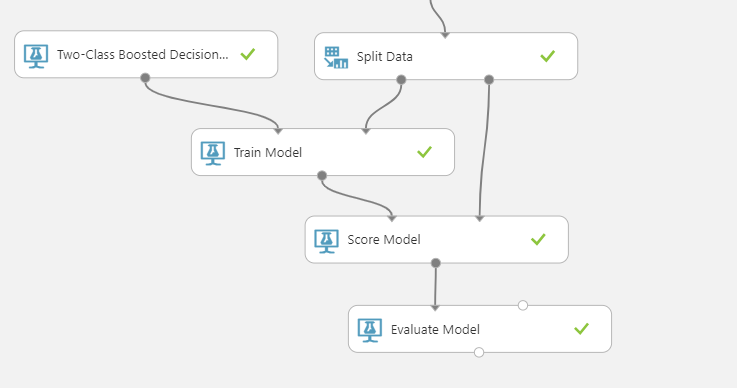 Two-Class Boosted Decision...
Split Data
Train Model
Score Model
Evaluate Model